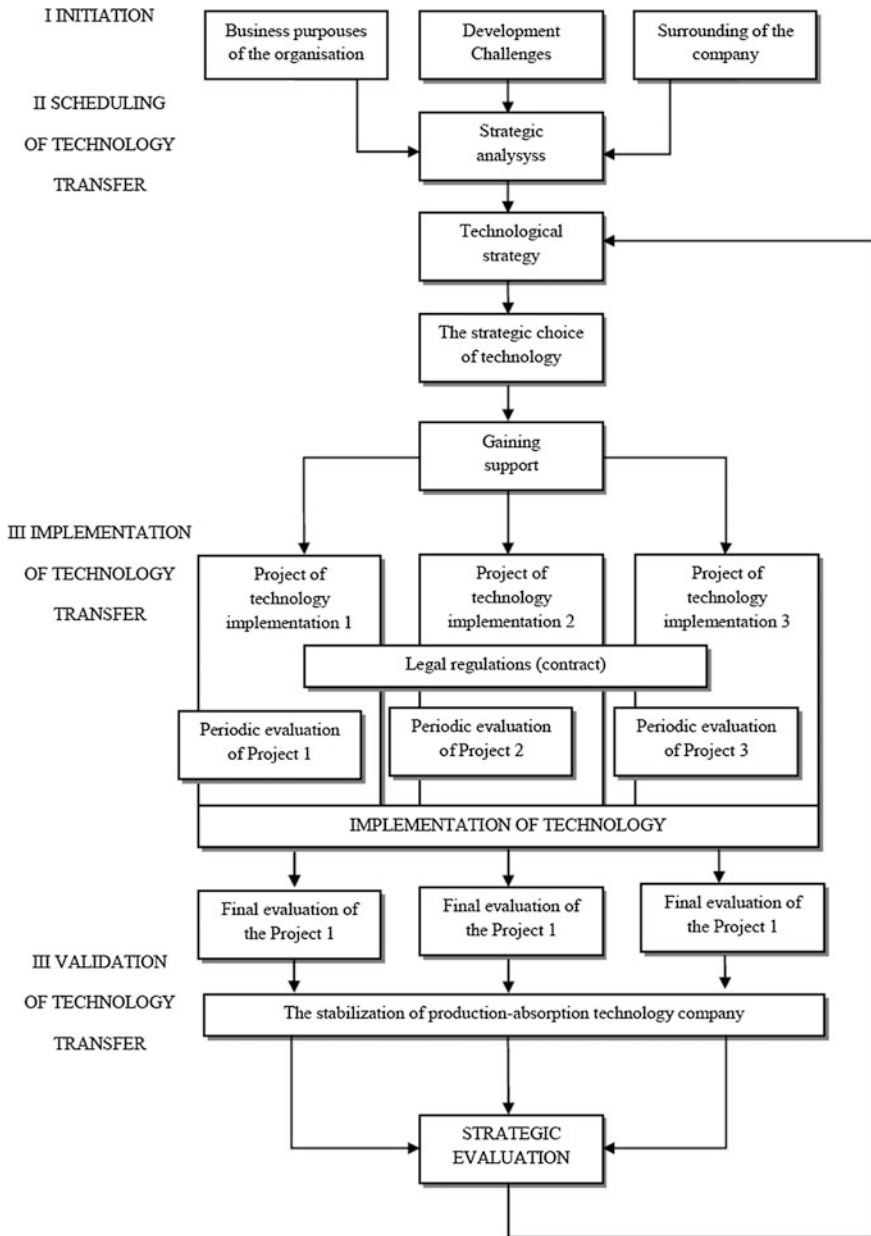 I INITIATION
Business purpouses
of the organisation
Development
Challenges
Surrounding of the
company
II SCHEDULING
OF TECHNOLOGY
TRANSFER
Strategic
analysyss
Technological
strategy
The strategic choice
of technology
Gaining
support
III IMPLEMENTATION
OF TECHNOLOGY
TRANSFER
Project of
technology
implementation 1
Project of
technology
implementation 2
Project of
technology
implementation 3
Legal regulations (contract)
Periodic evaluation
of Project 1
Periodic evaluation
of Project 2
Periodic evaluation
of Project 3
IMPLEMENTATION OF TECHNOLOGY
Final evaluation of
the Project 1
Final evaluation of
the Project 1
Final evaluation of
the Project 1
III VALIDATION
OF TECHNOLOGY
TRANSFER
The stabilization of production-absorption technology company
STRATEGIC
EVALUATION